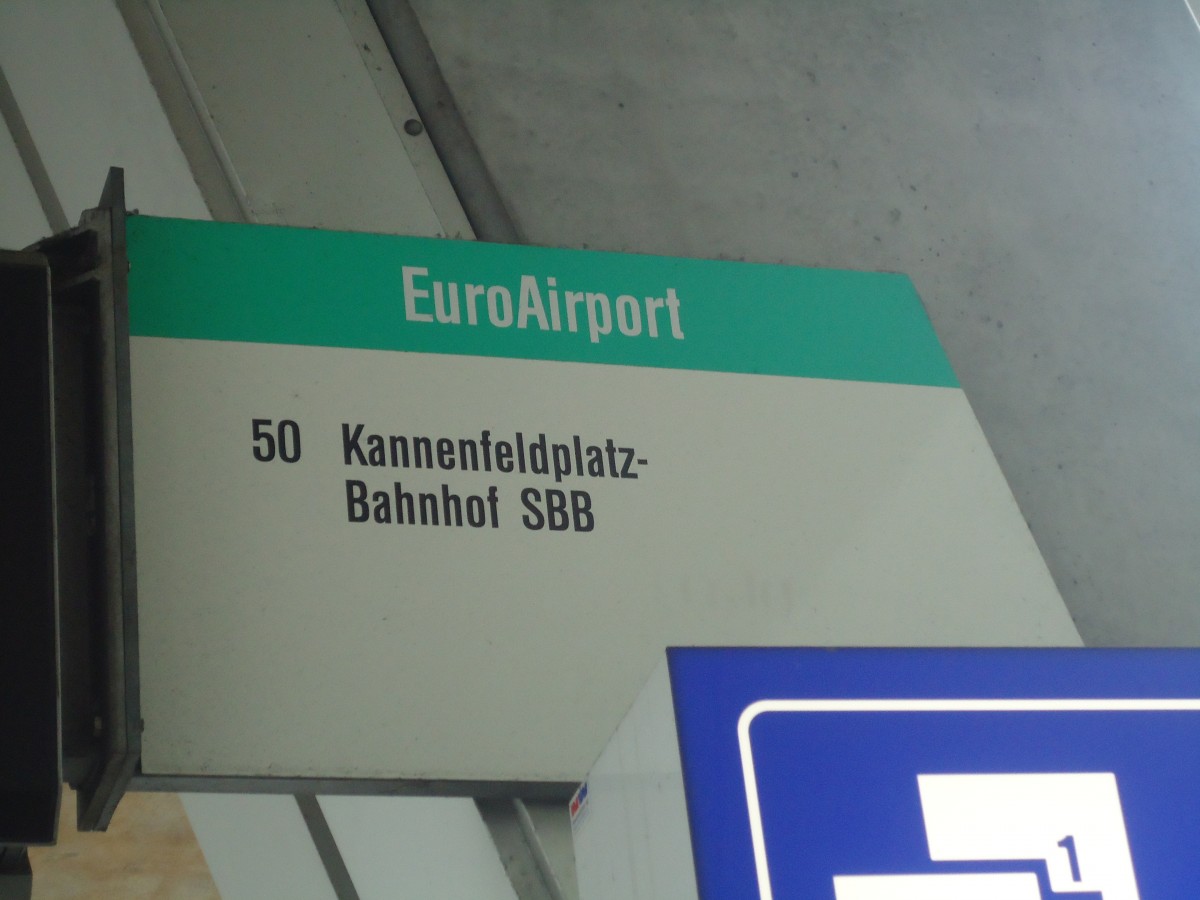 EuroAirport
50 Kannenfeldplatz-
Bahnhof SBB
1